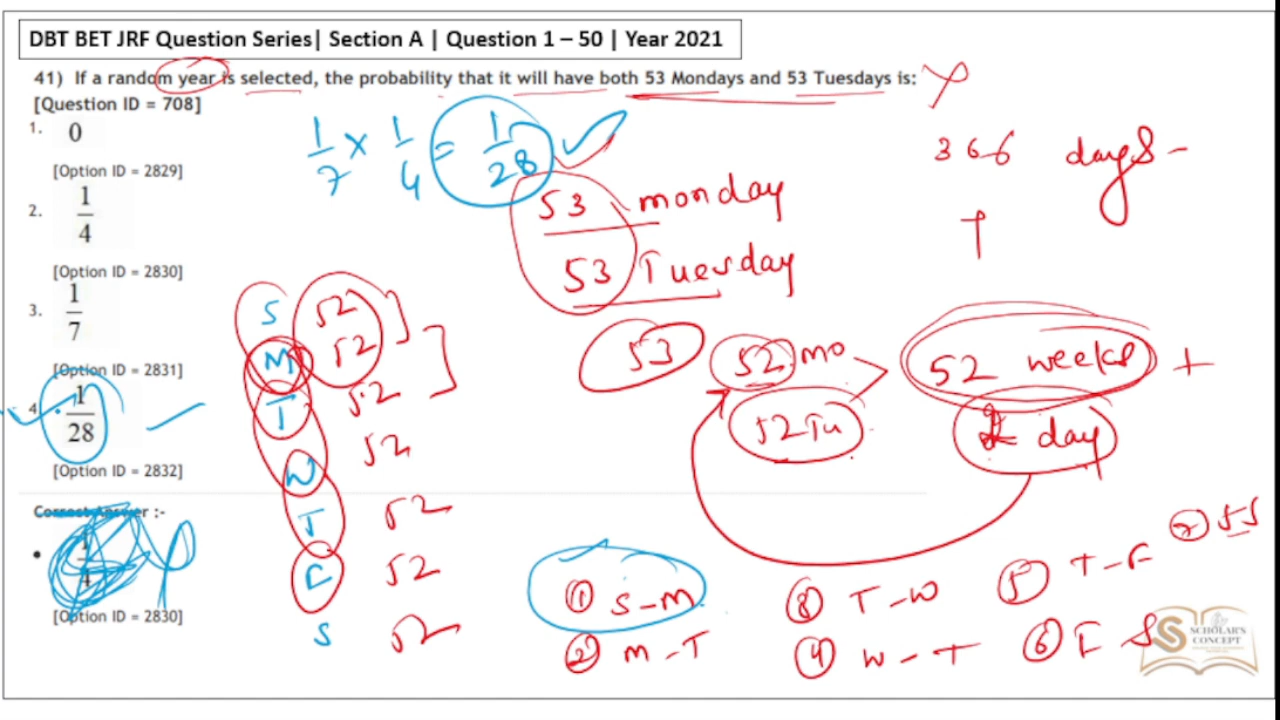 DBT BET JRF Question Series| Section A | Question 1 – 50 | Year 2021
41) If a random year is selected, the probability that it will have both 53 Mondays and 53 Tuesdays is:
[Question ID = 708]
1. 0
[Option ID = 2829]
2. 1/4
[Option ID = 2830]
3. 1/7
[Option ID = 2831]
4. 1/28
[Option ID = 2832]
Correct Answer :-
• 1/4
[Option ID = 2830]
1/7 × 1/4 = 1/28
366 days -
53 monday
53 Tuesday
53 52 mo 52 weeks +
52 Tu day
S 52
M 52
T 52
W 52
T 52
F 52
S 52
① S-M
② M-T
③ T-W
④ W-T
⑤ T-F
⑥ F S
⑦ SS
SCHOLAR'S
CONCEPT